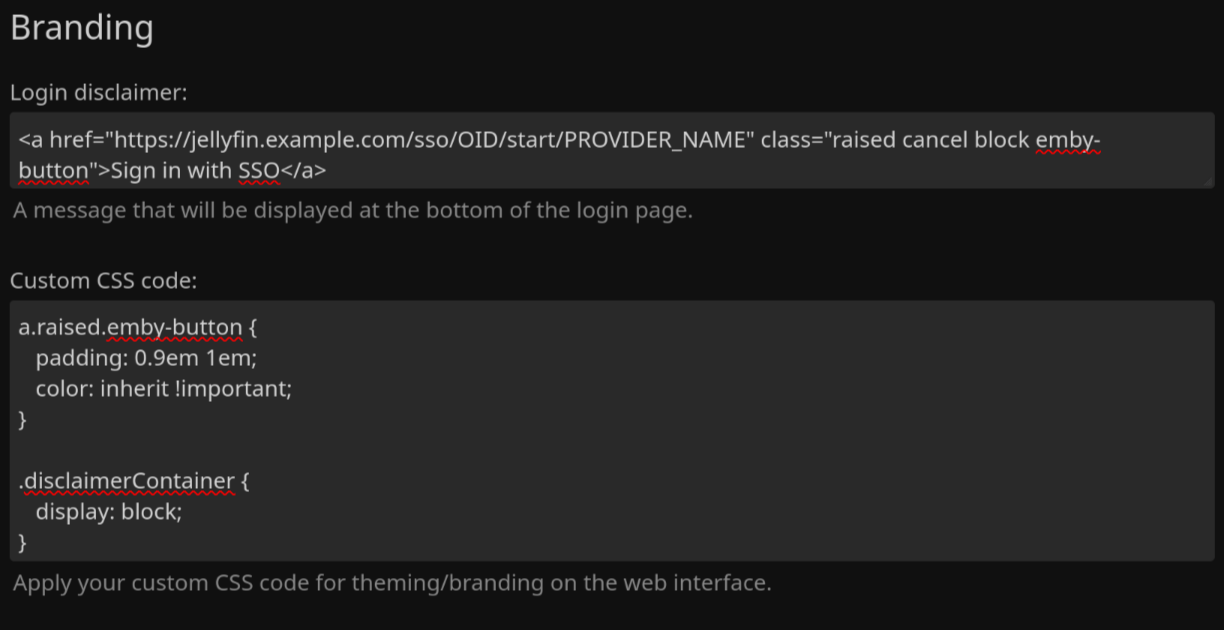 Branding
Login disclaimer:
<a href="https://jellyfin.example.com/sso/OID/start/PROVIDER_NAME" class="raised cancel block emby-
button">Sign in with SSO</a>
A message that will be displayed at the bottom of the login page.
Custom CSS code:
a.raised.emby-button {
padding: 0.9em 1em;
color: inherit !important;
}
.disclaimerContainer {
display: block;
}
Apply your custom CSS code for theming/branding on the web interface.